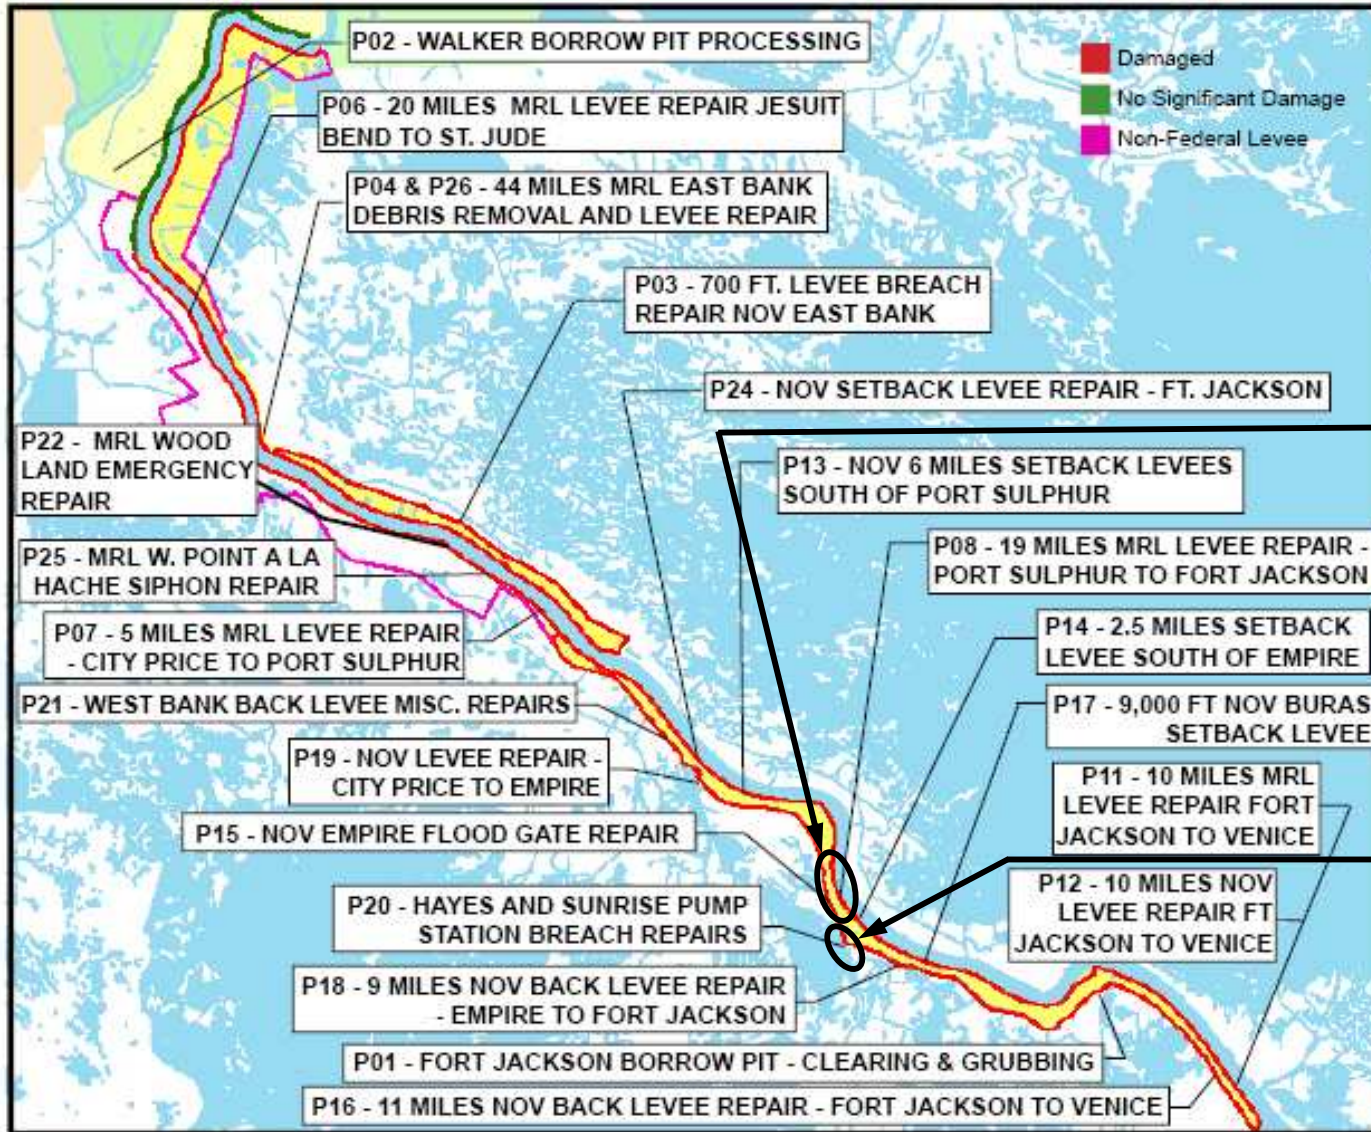 P02 - WALKER BORROW PIT PROCESSING
Damaged
No Significant Damage
Non-Federal Levee
P06 - 20 MILES MRL LEVEE REPAIR JESUIT
BEND TO ST. JUDE
P04 & P26 - 44 MILES MRL EAST BANK
DEBRIS REMOVAL AND LEVEE REPAIR
P03 - 700 FT. LEVEE BREACH
REPAIR NOV EAST BANK
P24 - NOV SETBACK LEVEE REPAIR - FT. JACKSON
P22 - MRL WOOD
LAND EMERGENCY
REPAIR
P13 - NOV 6 MILES SETBACK LEVEES
SOUTH OF PORT SULPHUR
P25 - MRL W. POINT A LA
HACHE SIPHON REPAIR
P08 - 19 MILES MRL LEVEE REPAIR -
PORT SULPHUR TO FORT JACKSON
P07 - 5 MILES MRL LEVEE REPAIR
- CITY PRICE TO PORT SULPHUR
P14 - 2.5 MILES SETBACK
LEVEE SOUTH OF EMPIRE
P21 - WEST BANK BACK LEVEE MISC. REPAIRS
P17 - 9,000 FT NOV BURAS
SETBACK LEVEE
P19 - NOV LEVEE REPAIR -
CITY PRICE TO EMPIRE
P11 - 10 MILES MRL
LEVEE REPAIR FORT
JACKSON TO VENICE
P15 - NOV EMPIRE FLOOD GATE REPAIR
P20 - HAYES AND SUNRISE PUMP
STATION BREACH REPAIRS
P12 - 10 MILES NOV
LEVEE REPAIR FT
JACKSON TO VENICE
P18 - 9 MILES NOV BACK LEVEE REPAIR
- EMPIRE TO FORT JACKSON
P01 - FORT JACKSON BORROW PIT - CLEARING & GRUBBING
P16 - 11 MILES NOV BACK LEVEE REPAIR - FORT JACKSON TO VENICE